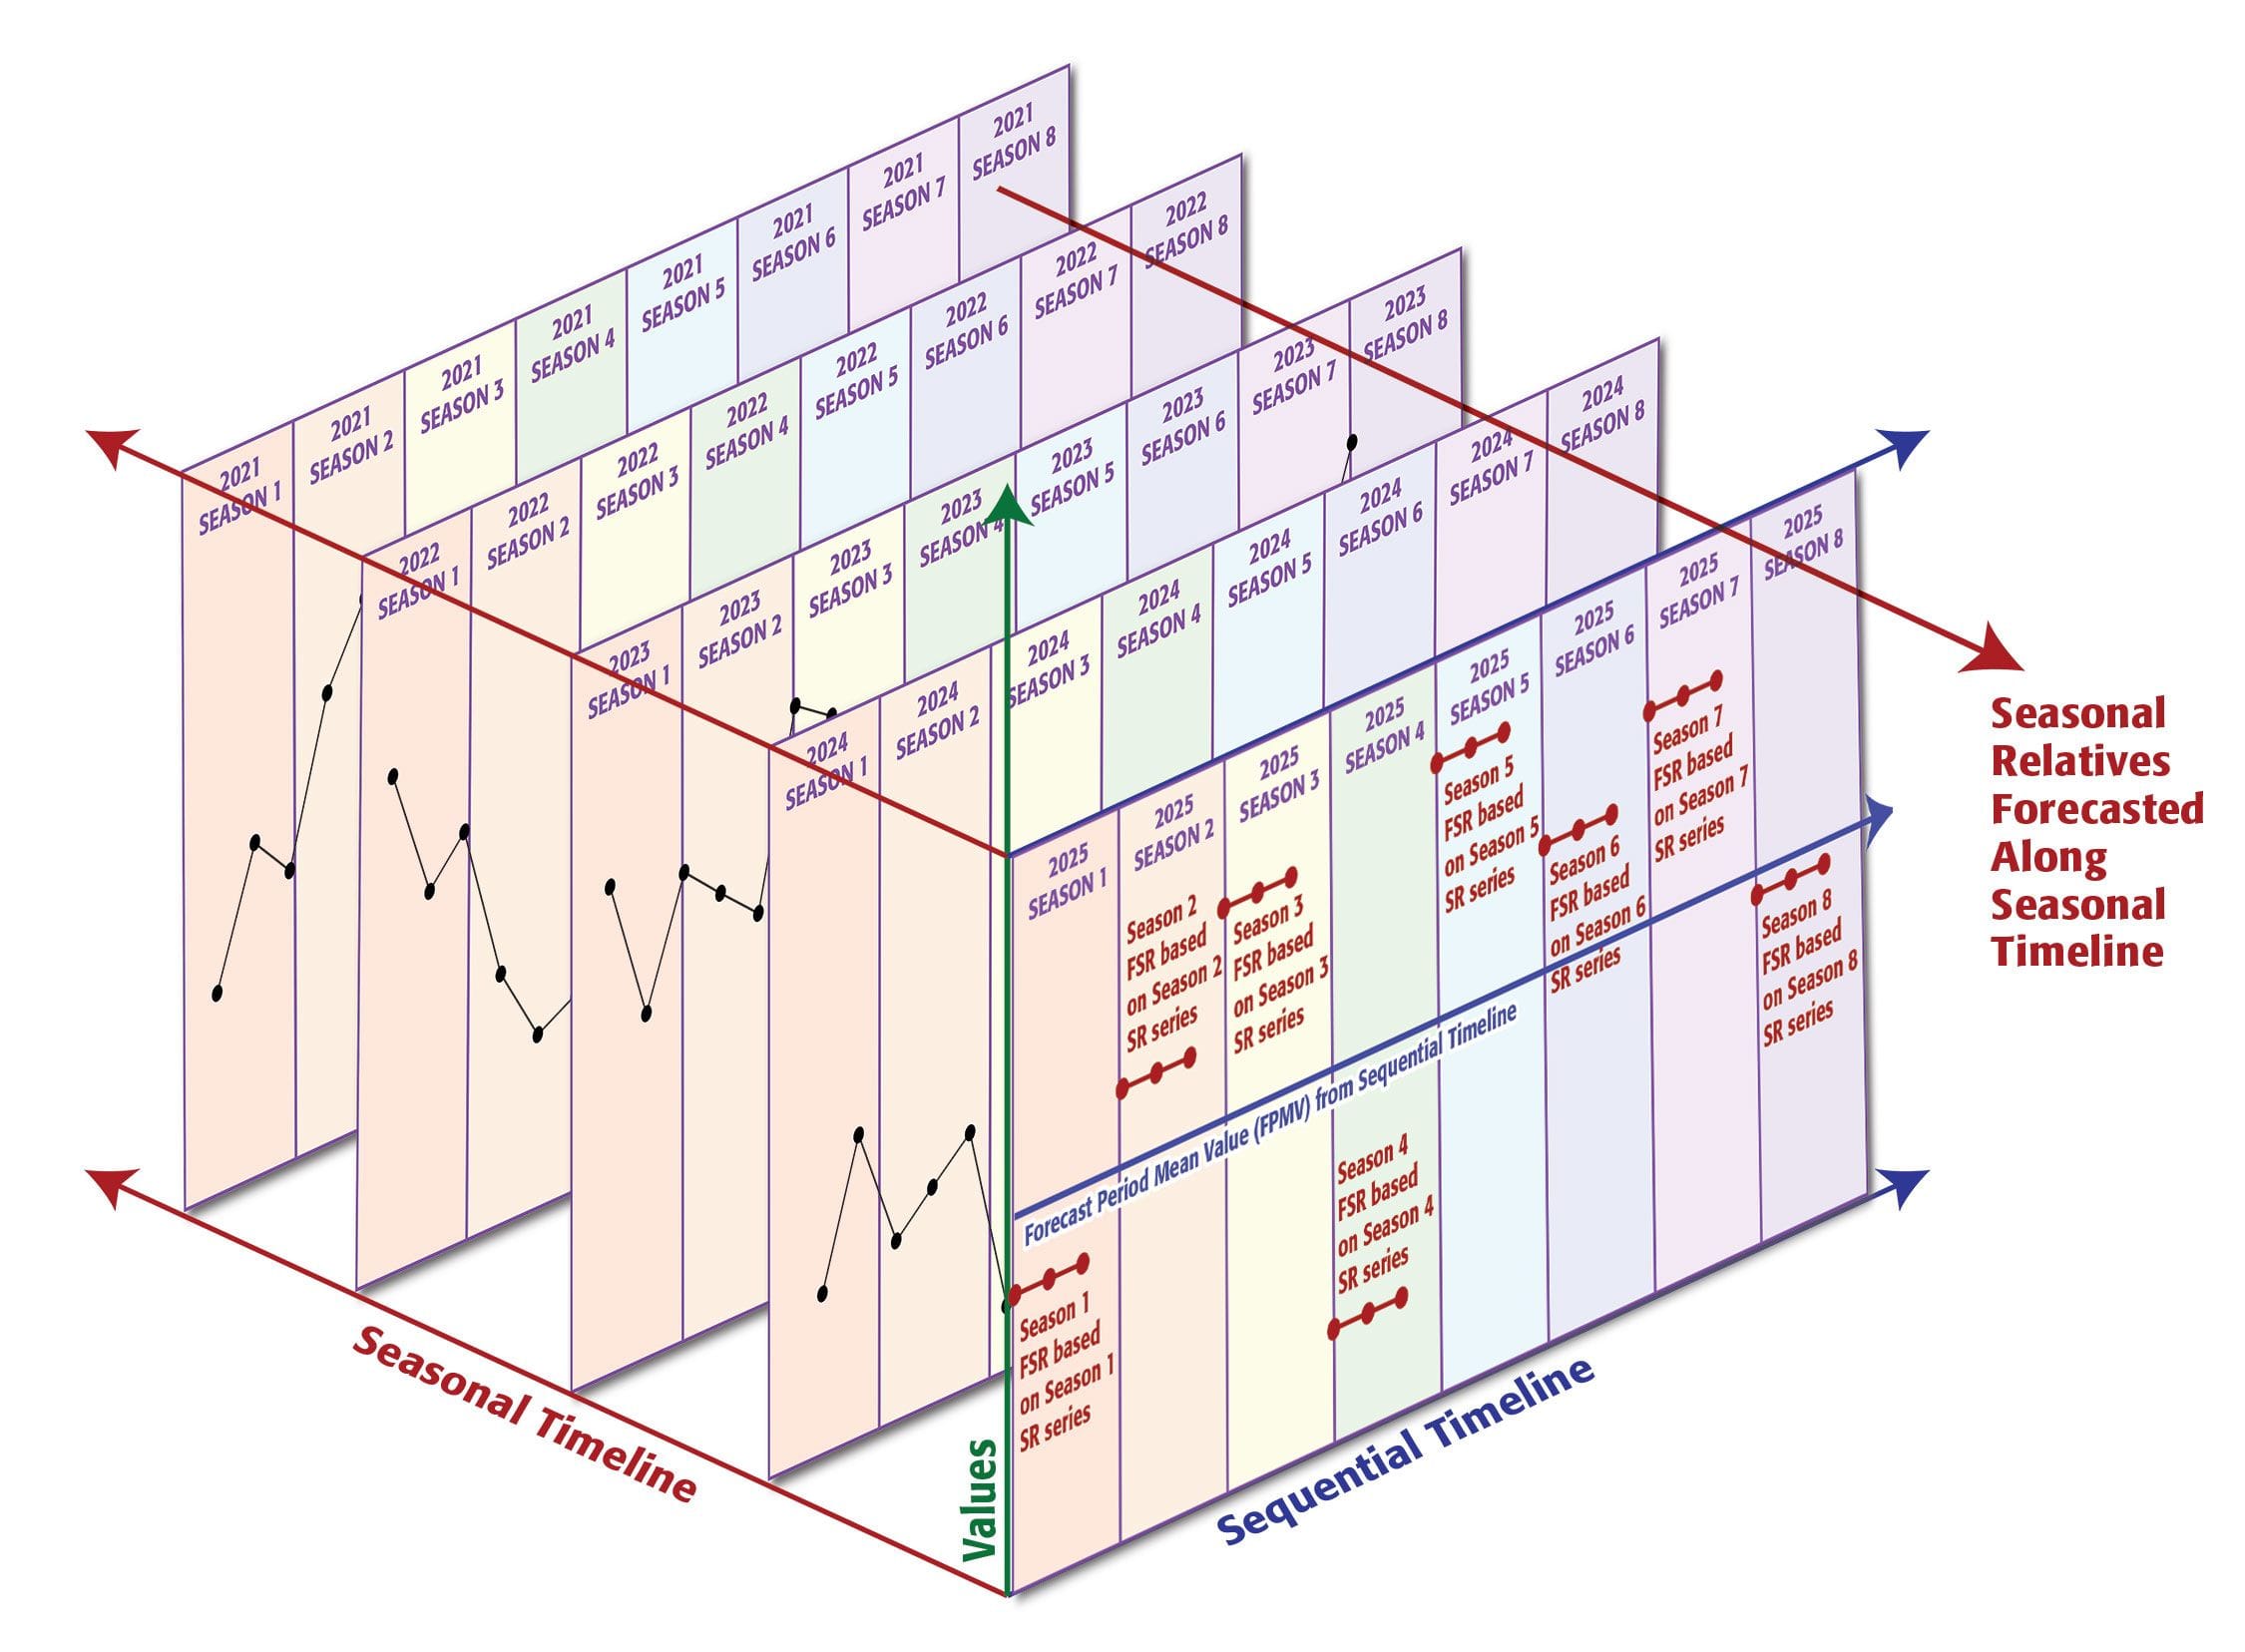 2021
SEASON 1
2021
SEASON 2
2021
SEASON 3
2021
SEASON 4
2021
SEASON 5
2021
SEASON 6
2021
SEASON 7
2021
SEASON 8
2022
SEASON 1
2022
SEASON 2
2022
SEASON 3
2022
SEASON 4
2022
SEASON 5
2022
SEASON 6
2022
SEASON 7
2022
SEASON 8
2023
SEASON 1
2023
SEASON 2
2023
SEASON 3
2023
SEASON 4
2023
SEASON 5
2023
SEASON 6
2023
SEASON 7
2023
SEASON 8
2024
SEASON 1
2024
SEASON 2
2024
SEASON 3
2024
SEASON 4
2024
SEASON 5
2024
SEASON 6
2024
SEASON 7
2024
SEASON 8
2025
SEASON 1
2025
SEASON 2
2025
SEASON 3
2025
SEASON 4
2025
SEASON 5
2025
SEASON 6
2025
SEASON 7
2025
SEASON 8
Season 1
FSR based
on Season 1
SR series
Season 2
FSR based
on Season 2
SR series
Season 3
FSR based
on Season 3
SR series
Season 4
FSR based
on Season 4
SR series
Season 5
FSR based
on Season 5
SR series
Season 6
FSR based
on Season 6
SR series
Season 7
FSR based
on Season 7
SR series
Season 8
FSR based
on Season 8
SR series
Forecast Period Mean Value (FPMV) from Sequential Timeline
Seasonal Timeline
Values
Sequential Timeline
Seasonal
Relatives
Forecasted
Along
Seasonal
Timeline